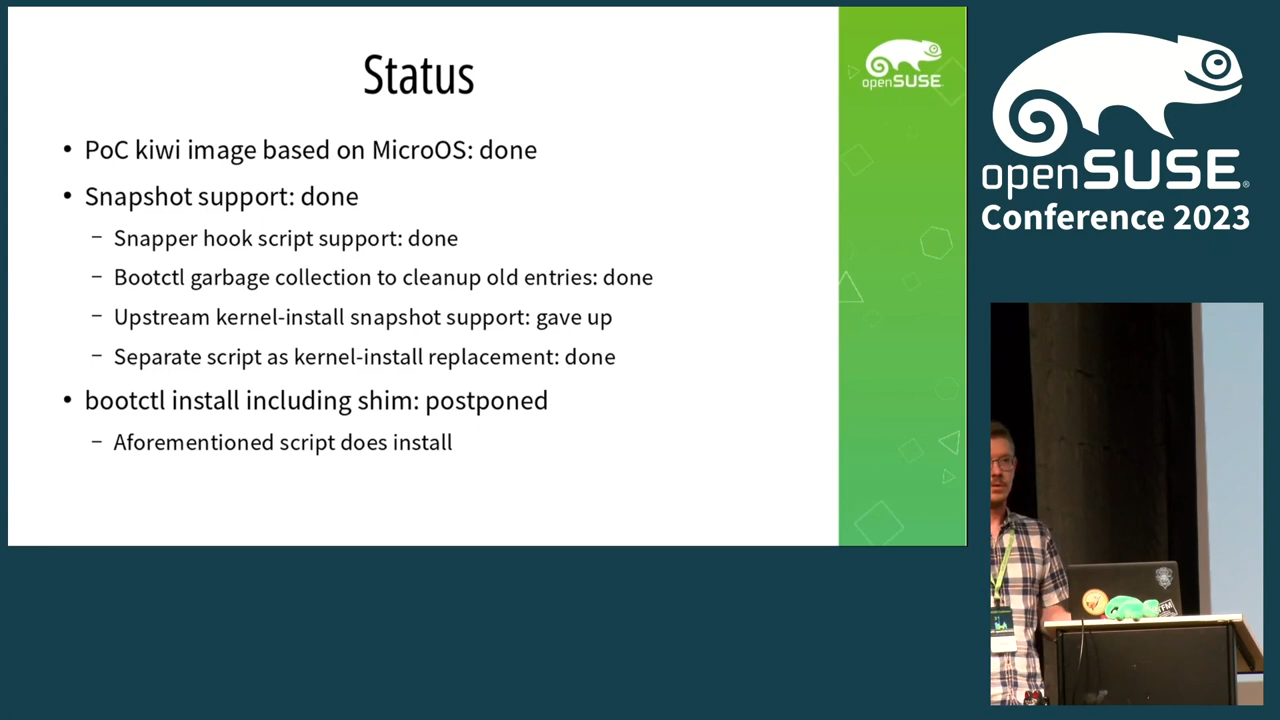 Status
• PoC kiwi image based on MicroOS: done
• Snapshot support: done
– Snapper hook script support: done
– Bootctl garbage collection to cleanup old entries: done
– Upstream kernel-install snapshot support: gave up
– Separate script as kernel-install replacement: done
• bootctl install including shim: postponed
– Aforementioned script does install
openSUSE
openSUSE®
Conference 2023